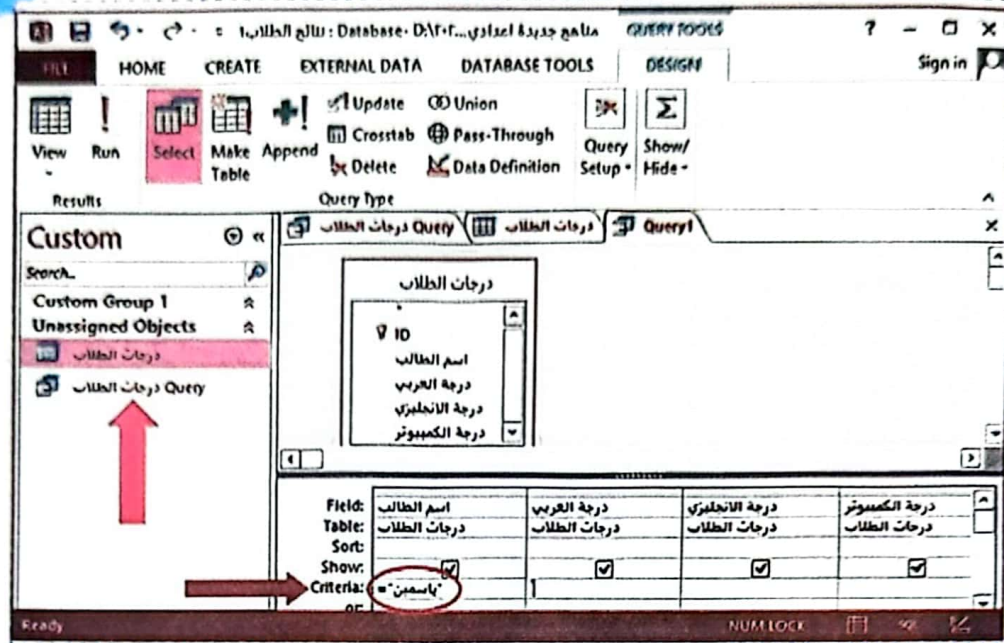 نتائج الطلاب١ : Database- D:\٢٠٢...مناهج جديدة اعدادي QUERY TOOLS ? – □ ×
FILE HOME CREATE EXTERNAL DATA DATABASE TOOLS DESIGN Sign in
View Run Select Make Table Append Update Union Crosstab Pass-Through Delete Data Definition Query Setup Show/ Hide
Results Query Type
Custom
Search..
Custom Group 1
Unassigned Objects
درجات الطلاب
درجات الطلاب Query
درجات الطلاب Query درجات الطلاب Query1
درجات الطلاب
*
ID
اسم الطالب
درجة العربي
درجة الانجليزي
درجة الكمبيوتر
Field: اسم الطالب درجة العربي درجة الانجليزي درجة الكمبيوتر
Table: درجات الطلاب درجات الطلاب درجات الطلاب درجات الطلاب
Sort:
Show:
Criteria: ="ياسمين"
or
Ready NUM LOCK SQL